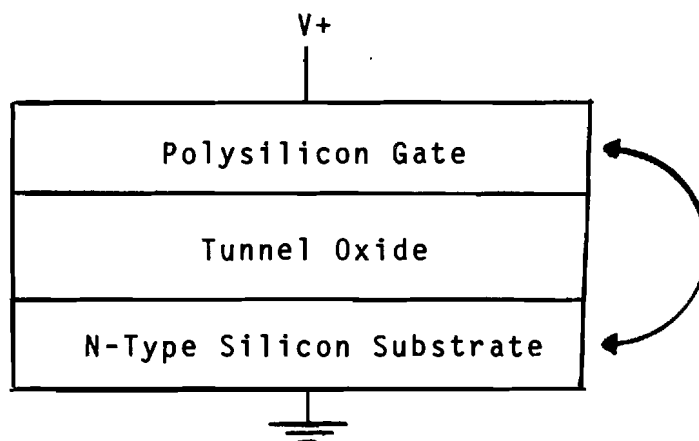 V+
Polysilicon Gate
Tunnel Oxide
N-Type Silicon Substrate